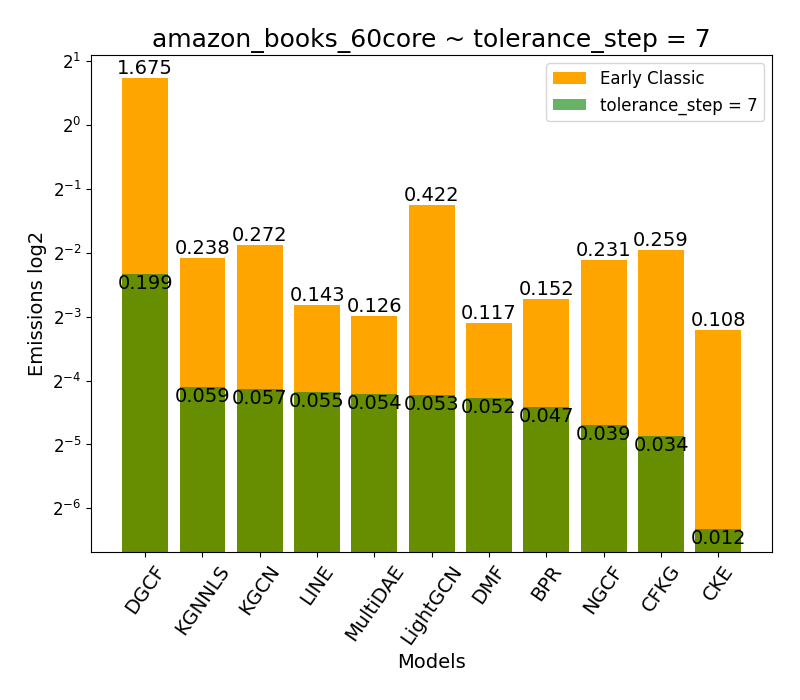 amazon_books_60core ~ tolerance_step = 7
Early Classic
tolerance_step = 7
Emissions log2
2^1
2^0
2^-1
2^-2
2^-3
2^-4
2^-5
2^-6
1.675
0.238
0.272
0.143
0.126
0.422
0.117
0.152
0.231
0.259
0.108
0.199
0.059
0.057
0.055
0.054
0.053
0.052
0.047
0.039
0.034
0.012
DGCF
KGNNLS
KGCN
LINE
MultiDAE
LightGCN
DMF
BPR
NGCF
CFKG
CKE
Models